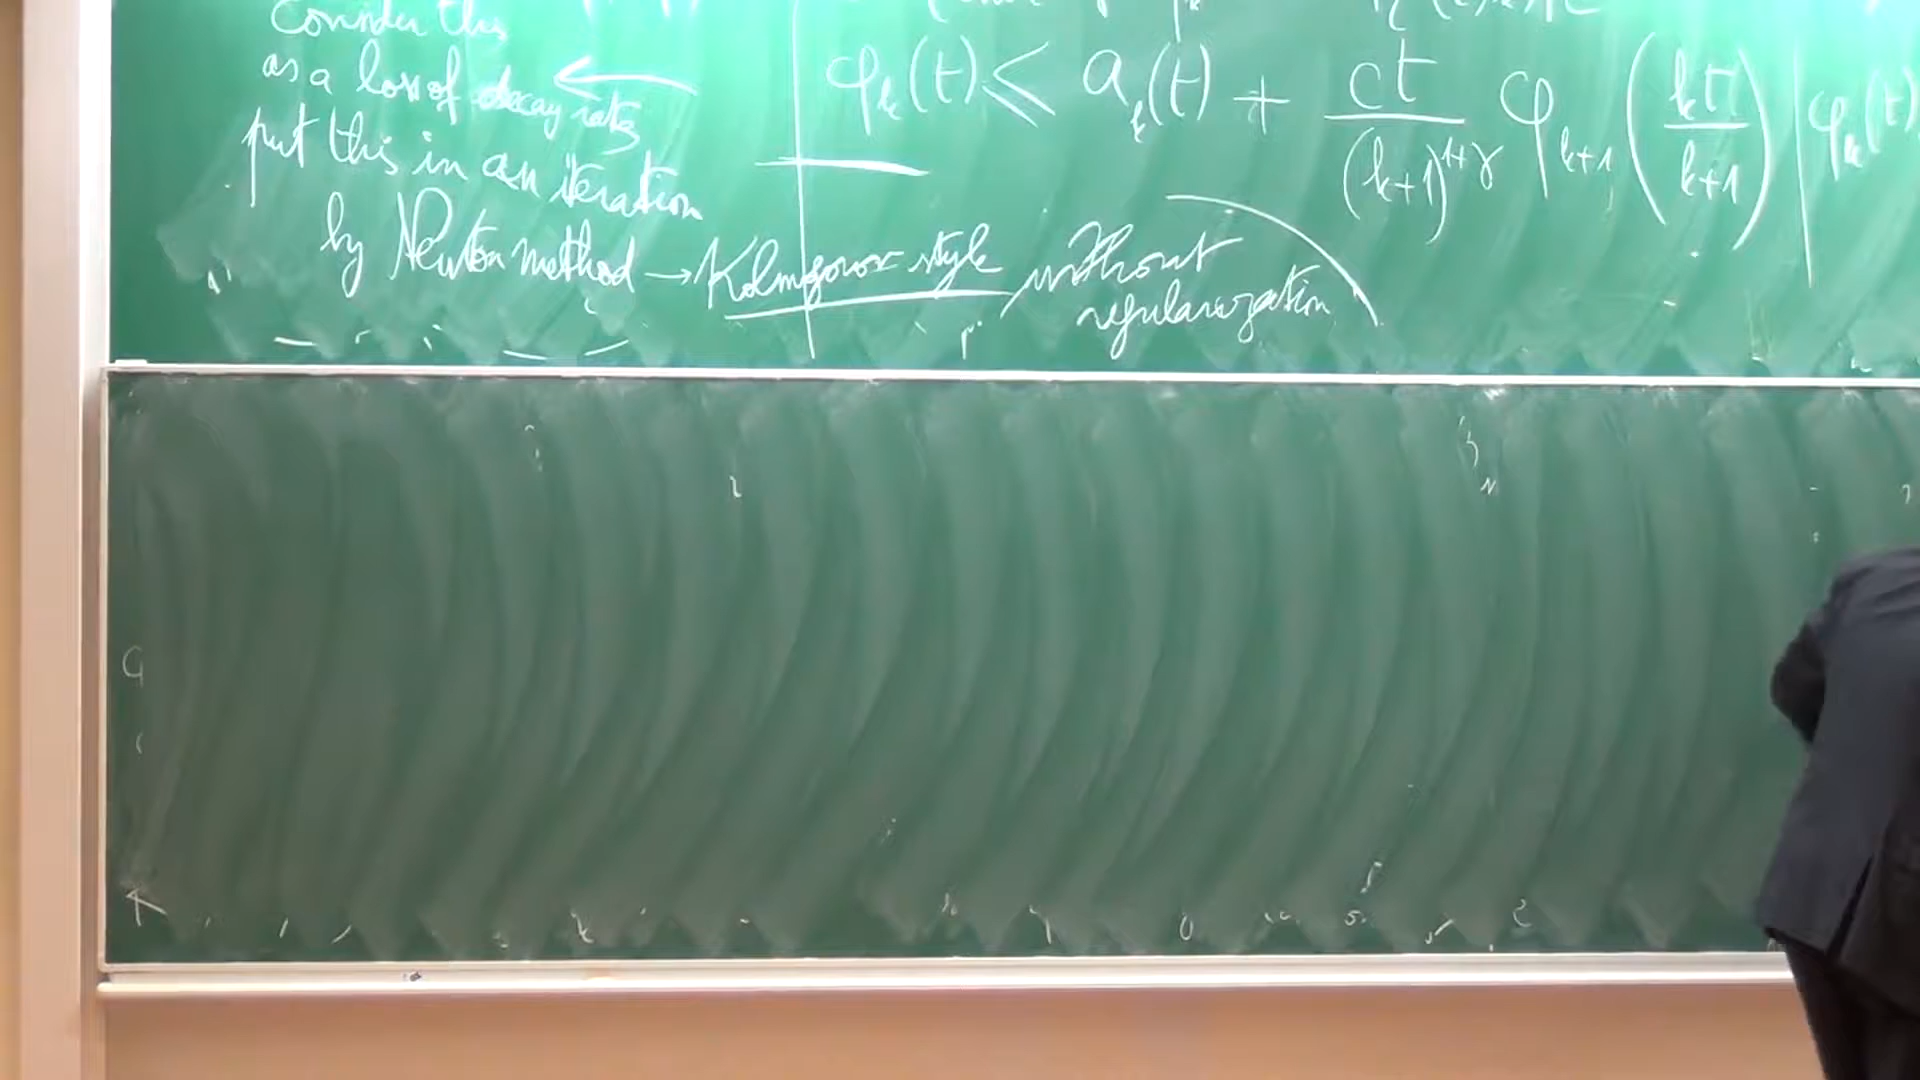 Consider this
as a loss of decay rate
put this in an iteration
by Newton method → Kolmogorov style, without
regularization
φ_k(t) ≤ a_k(t) + ct/(k+1)^{1+γ} φ_{k+1}(kt/(k+1)) | φ_k(t)